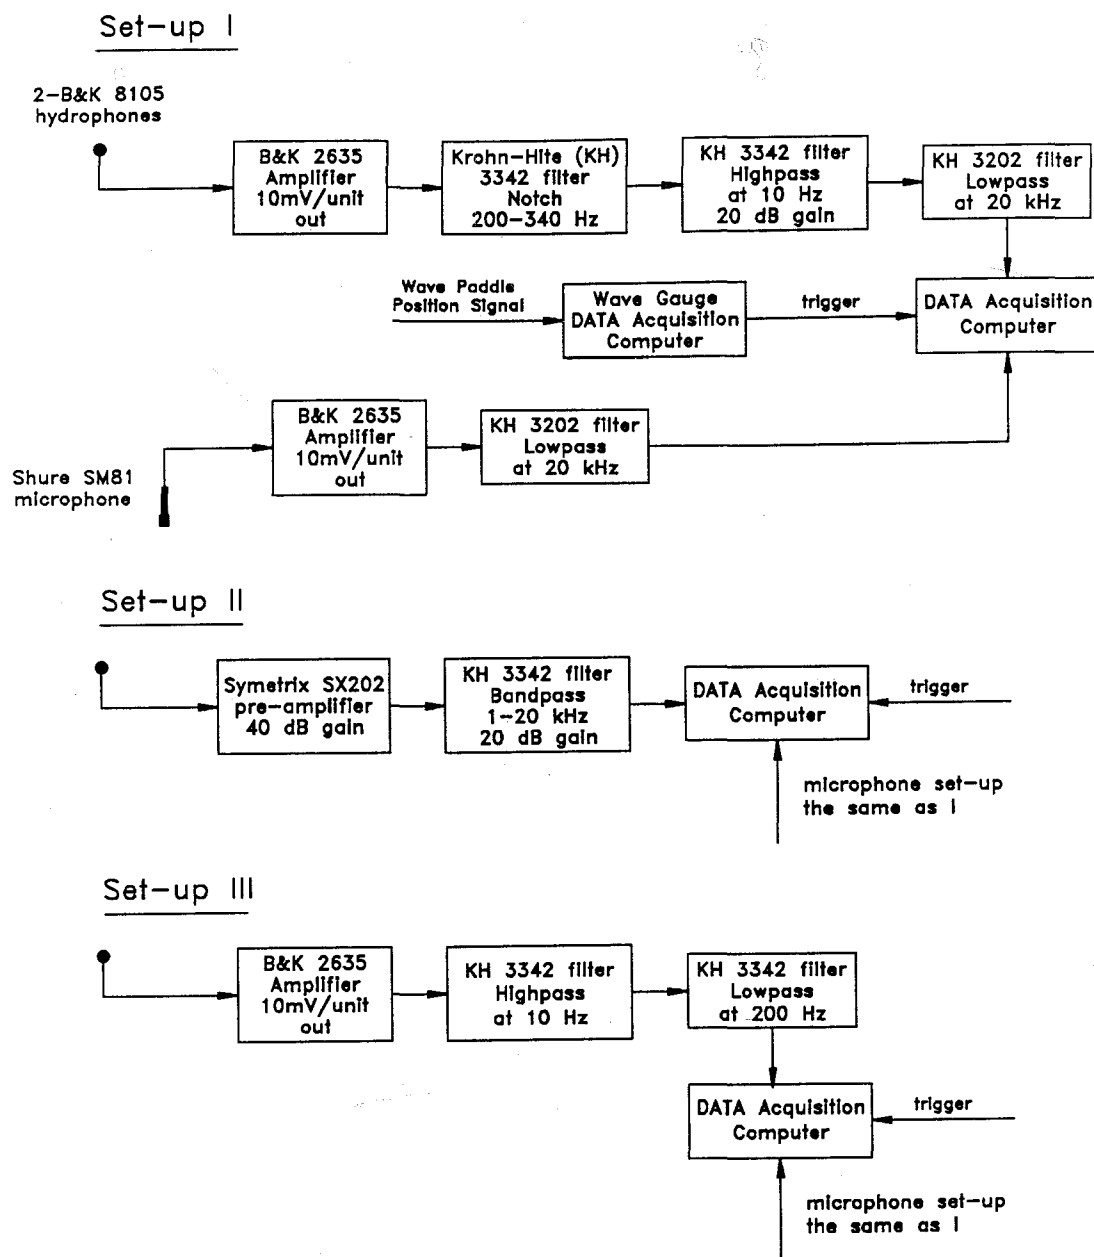 Set-up I
2-B&K 8105
hydrophones
B&K 2635
Amplifier
10mV/unit
out
Krohn-Hite (KH)
3342 filter
Notch
200-340 Hz
KH 3342 filter
Highpass
at 10 Hz
20 dB gain
KH 3202 filter
Lowpass
at 20 kHz
Wave Paddle
Position Signal
Wave Gauge
DATA Acquisition
Computer
trigger
DATA Acquisition
Computer
Shure SM81
microphone
B&K 2635
Amplifier
10mV/unit
out
KH 3202 filter
Lowpass
at 20 kHz
Set-up II
Symetrix SX202
pre-amplifier
40 dB gain
KH 3342 filter
Bandpass
1-20 kHz
20 dB gain
DATA Acquisition
Computer
trigger
microphone set-up
the same as I
Set-up III
B&K 2635
Amplifier
10mV/unit
out
KH 3342 filter
Highpass
at 10 Hz
KH 3342 filter
Lowpass
at 200 Hz
DATA Acquisition
Computer
trigger
microphone set-up
the same as I